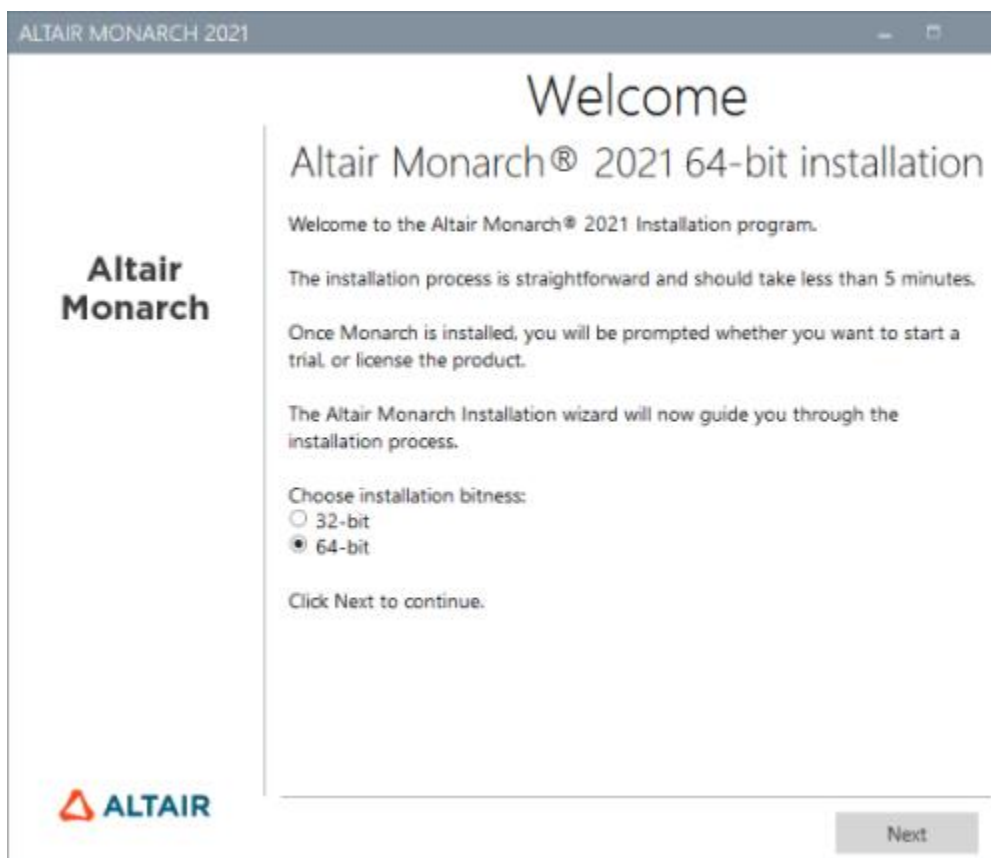 ALTAIR MONARCH 2021
Welcome
Altair Monarch® 2021 64-bit installation
Welcome to the Altair Monarch® 2021 Installation program.
The installation process is straightforward and should take less than 5 minutes.
Altair
Monarch
Once Monarch is installed, you will be prompted whether you want to start a
trial, or license the product.
The Altair Monarch Installation wizard will now guide you through the
installation process.
Choose installation bitness:
32-bit
64-bit
Click Next to continue.
ALTAIR
Next